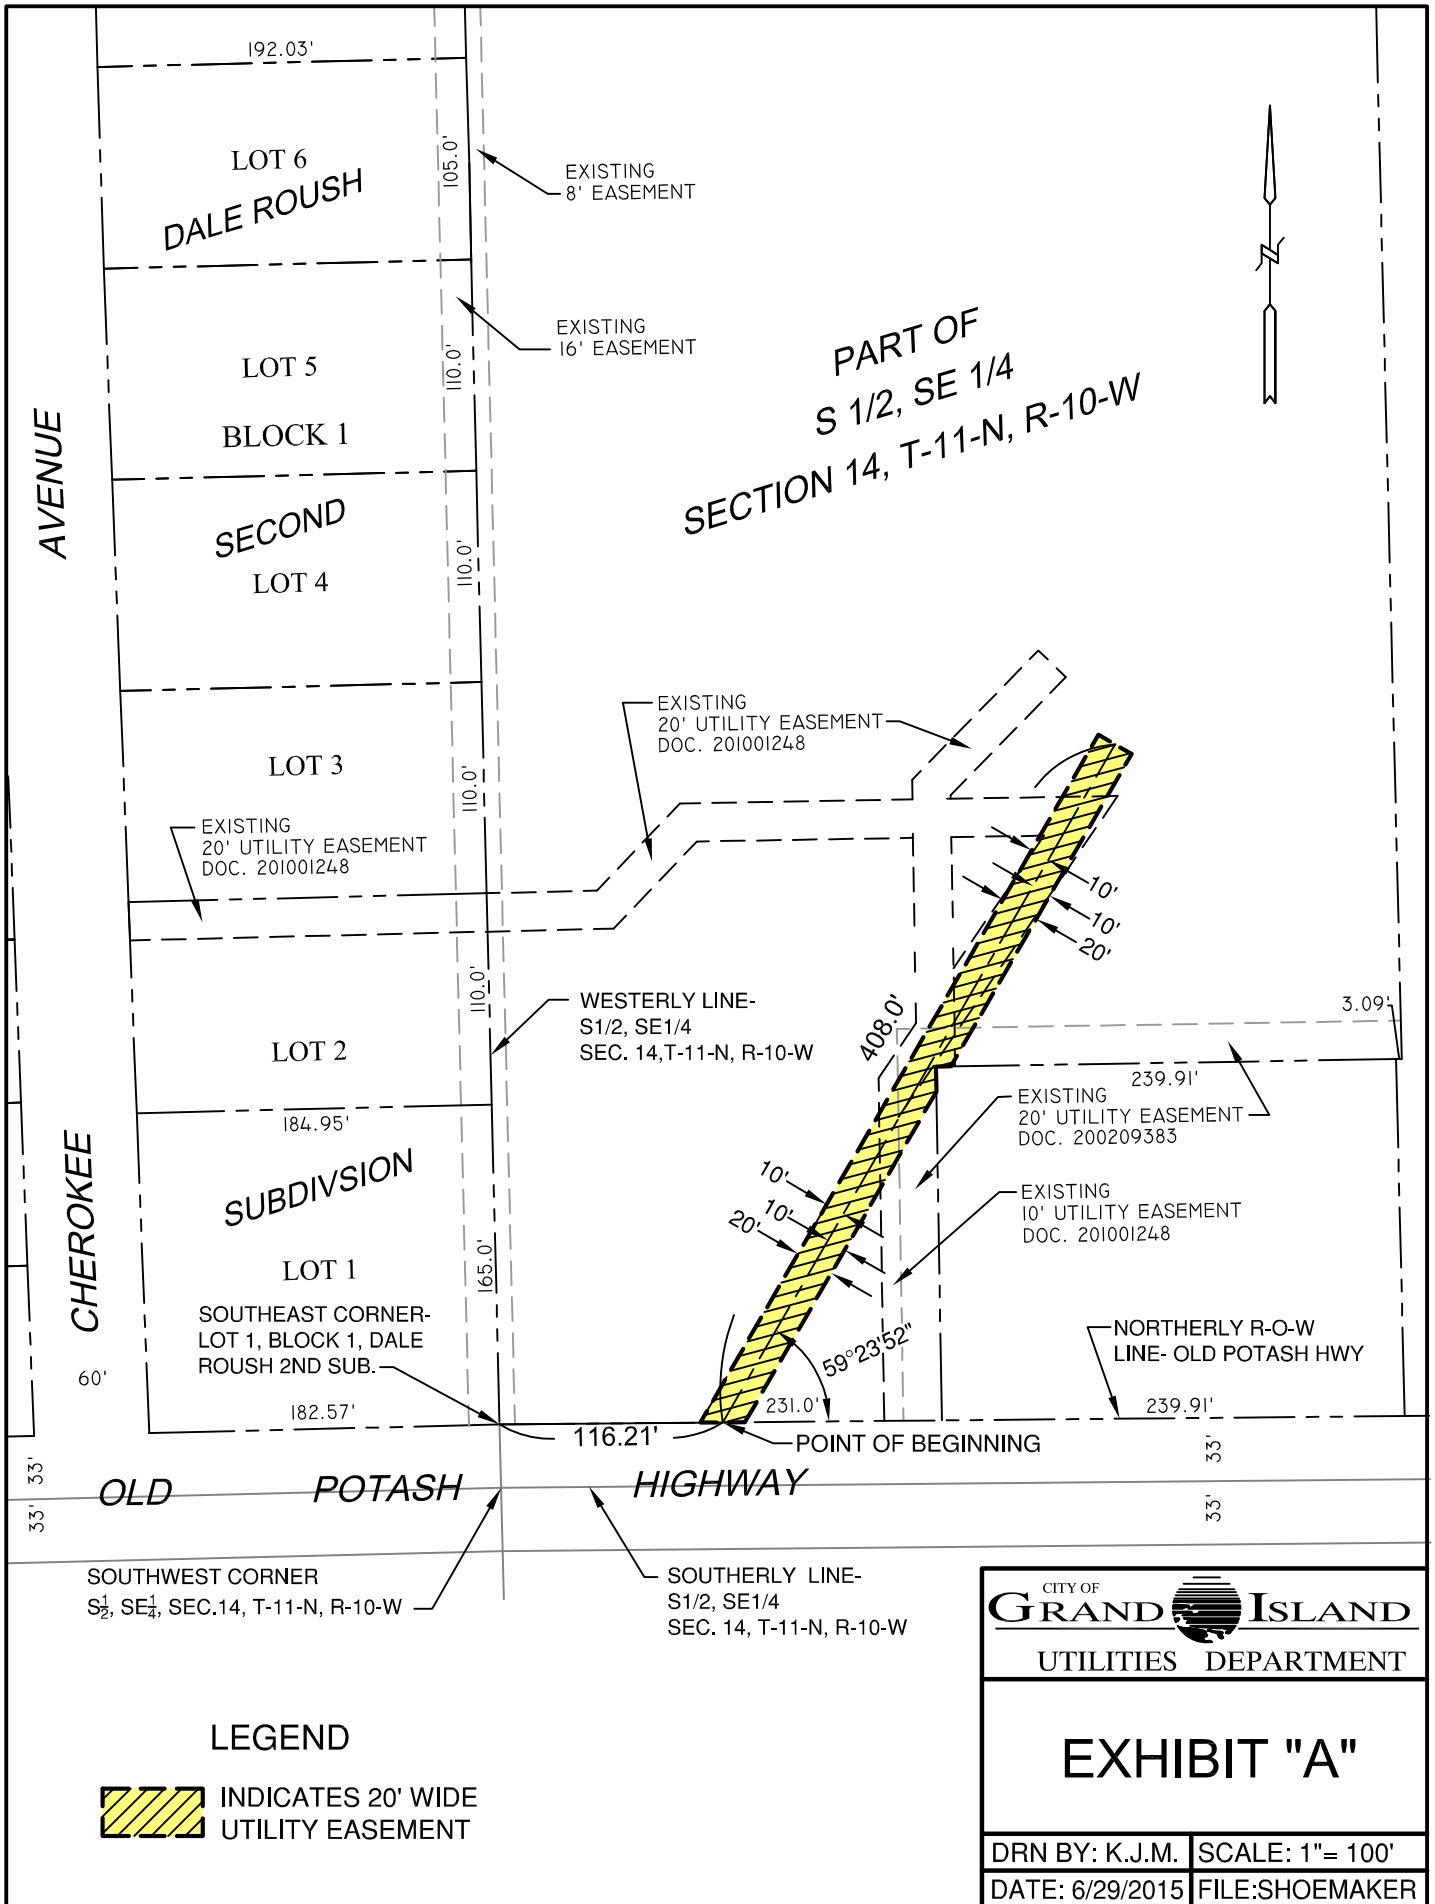 192.03'
LOT 6
DALE ROUSH
105.0'
EXISTING
8' EASEMENT
EXISTING
16' EASEMENT
LOT 5
110.0'
BLOCK 1
PART OF
S 1/2, SE 1/4
SECTION 14, T-11-N, R-10-W
AVENUE
SECOND
LOT 4
110.0'
EXISTING
20' UTILITY EASEMENT
DOC. 201001248
LOT 3
110.0'
EXISTING
20' UTILITY EASEMENT
DOC. 201001248
10'
10'
20'
110.0'
WESTERLY LINE-
S1/2, SE1/4
SEC. 14,T-11-N, R-10-W
408.0'
3.09'
LOT 2
239.91'
184.95'
EXISTING
20' UTILITY EASEMENT
DOC. 200209383
CHEROKEE
SUBDIVSION
10'
10'
20'
EXISTING
10' UTILITY EASEMENT
DOC. 201001248
LOT 1
165.0'
SOUTHEAST CORNER-
LOT 1, BLOCK 1, DALE
ROUSH 2ND SUB.
59°23'52"
NORTHERLY R-O-W
LINE- OLD POTASH HWY
60'
182.57'
231.0'
239.91'
116.21'
POINT OF BEGINNING
33'
33'
OLD POTASH HIGHWAY
33'
33'
SOUTHWEST CORNER
S½, SE¼, SEC.14, T-11-N, R-10-W
SOUTHERLY LINE-
S1/2, SE1/4
SEC. 14, T-11-N, R-10-W
CITY OF
GRAND ISLAND
UTILITIES DEPARTMENT
LEGEND
INDICATES 20' WIDE
UTILITY EASEMENT
EXHIBIT "A"
DRN BY: K.J.M.
SCALE: 1"= 100'
DATE: 6/29/2015
FILE:SHOEMAKER